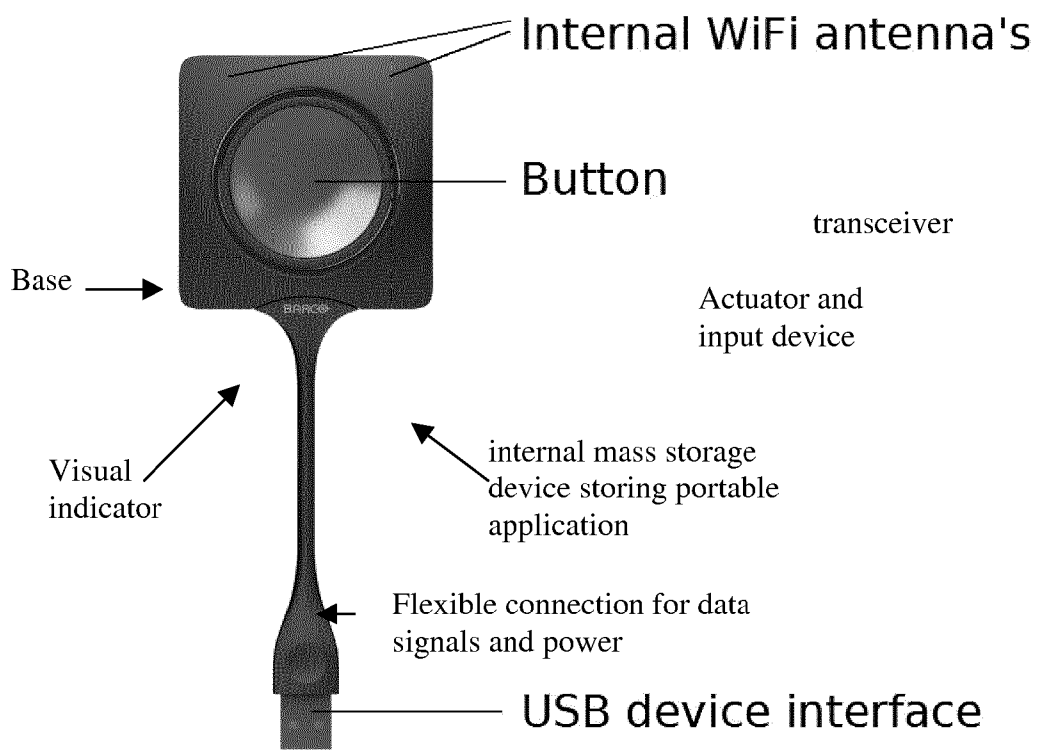 Internal WiFi antenna's
Button
transceiver
Base
Actuator and
input device
BARCO
Visual
indicator
internal mass storage
device storing portable
application
Flexible connection for data
signals and power
USB device interface